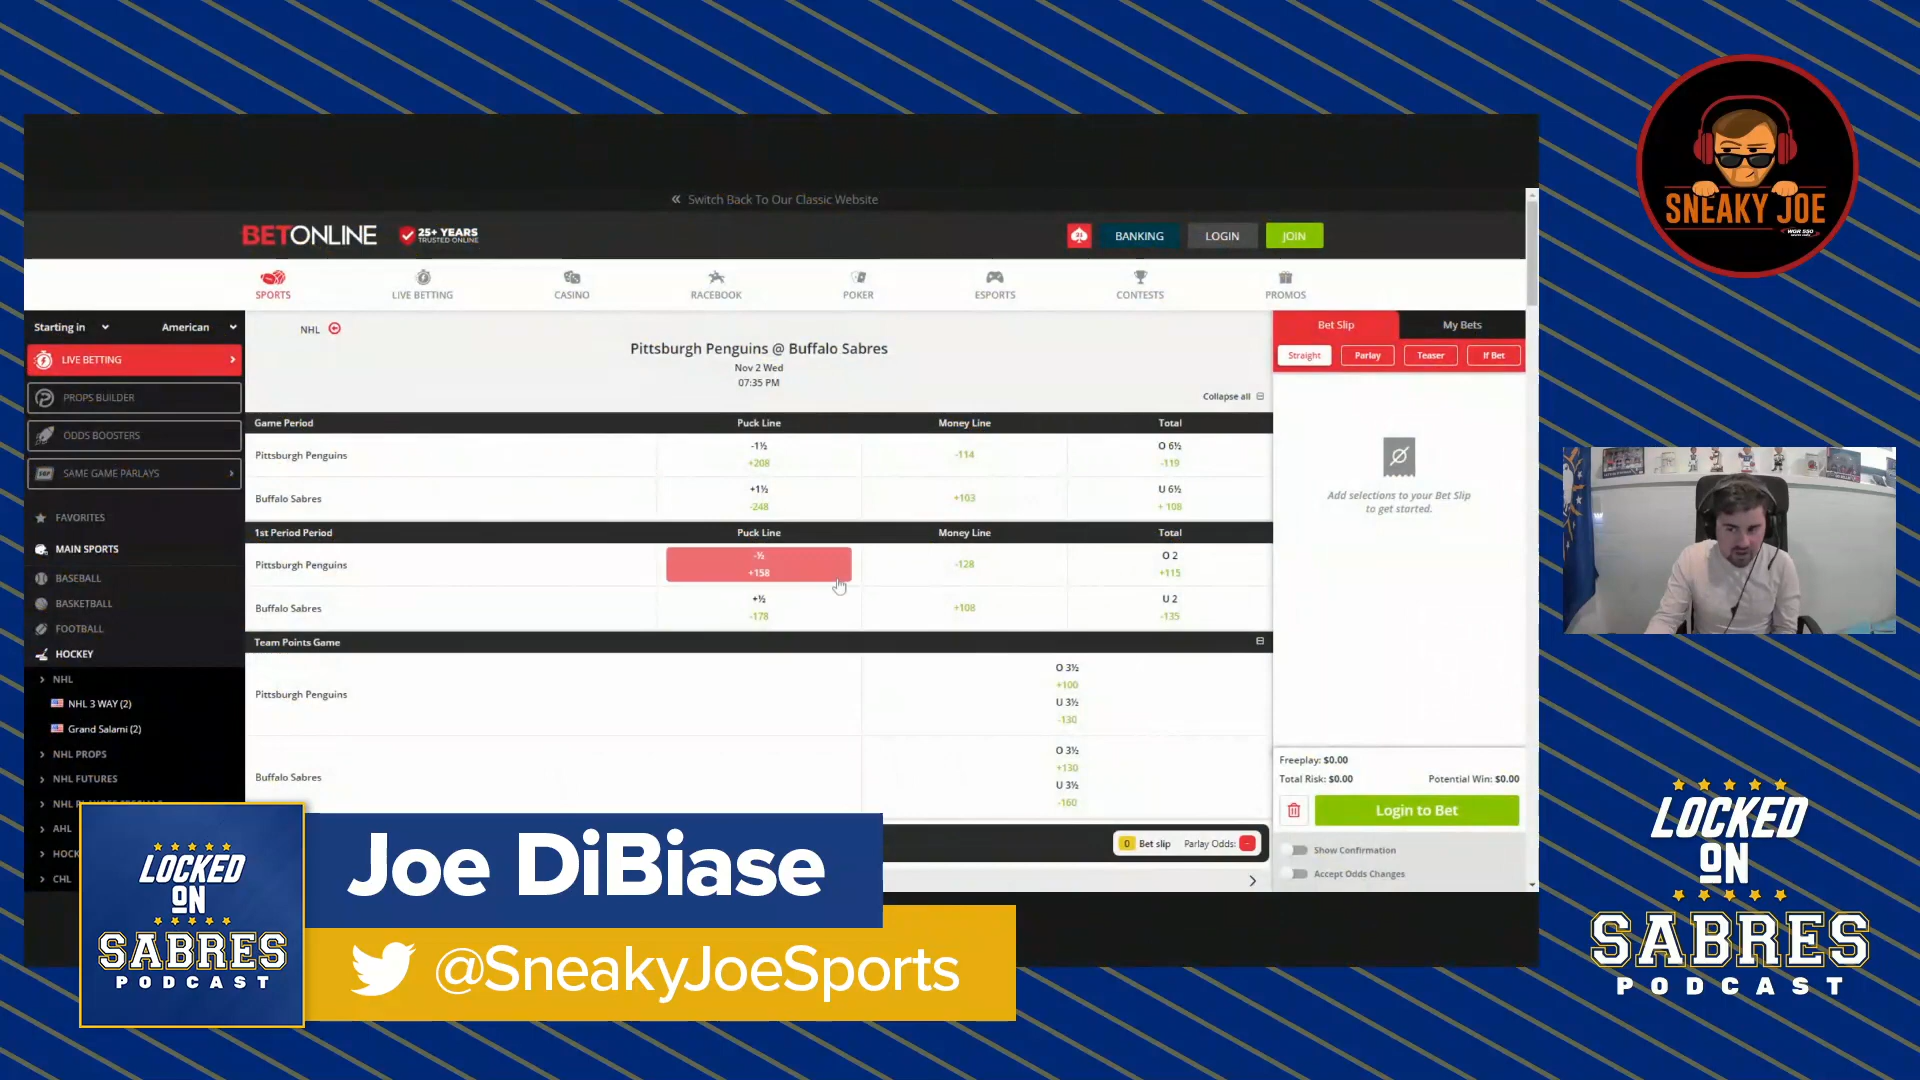 « Switch Back To Our Classic Website
BETONLINE
25+ YEARS
TRUSTED ONLINE
21
BANKING
LOGIN
JOIN
SPORTS
LIVE BETTING
CASINO
RACEBOOK
POKER
ESPORTS
CONTESTS
PROMOS
Starting in
American
LIVE BETTING
PROPS BUILDER
ODDS BOOSTERS
SAME GAME PARLAYS
FAVORITES
MAIN SPORTS
BASEBALL
BASKETBALL
FOOTBALL
HOCKEY
NHL
NHL 3 WAY (2)
Grand Salami (2)
NHL PROPS
NHL FUTURES
NHL
AHL
HOCK
CHL
NHL
Pittsburgh Penguins @ Buffalo Sabres
Nov 2 Wed
07:35 PM
Collapse all
Game Period Puck Line Money Line Total
Pittsburgh Penguins -1½ +208 -114 O 6½ -119
Buffalo Sabres +1½ -248 +103 U 6½ +108
1st Period Period Puck Line Money Line Total
Pittsburgh Penguins -½ +158 -128 O 2 +115
Buffalo Sabres +½ -178 +108 U 2 -135
Team Points Game
Pittsburgh Penguins
O 3½
+100
U 3½
-130
Buffalo Sabres
O 3½
+130
U 3½
-160
0 Bet slip Parlay Odds: -
Bet Slip
My Bets
Straight
Parlay
Teaser
If Bet
Add selections to your Bet Slip
to get started.
Freeplay: $0.00
Total Risk: $0.00
Potential Win: $0.00
Login to Bet
Show Confirmation
Accept Odds Changes
SNEAKY JOE
WGR 550
LOCKED
ON
SABRES
PODCAST
Joe DiBiase
@SneakyJoeSports
LOCKED
ON
SABRES
PODCAST